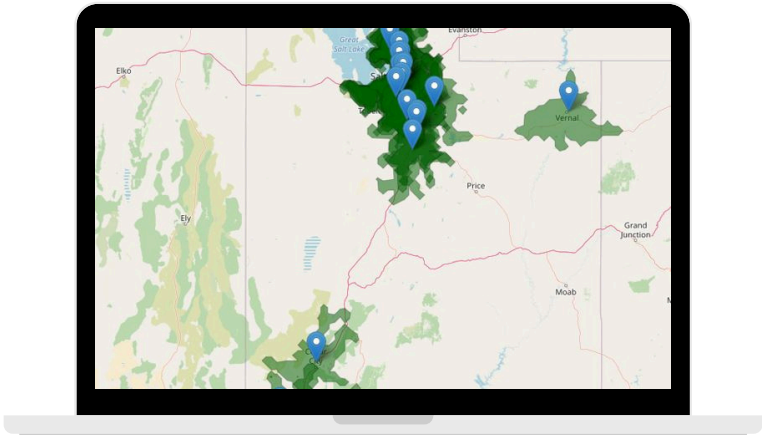 Evanston
Great
Salt Lake
Elko
Vernal
Price
Ely
Grand
Junction
Moab